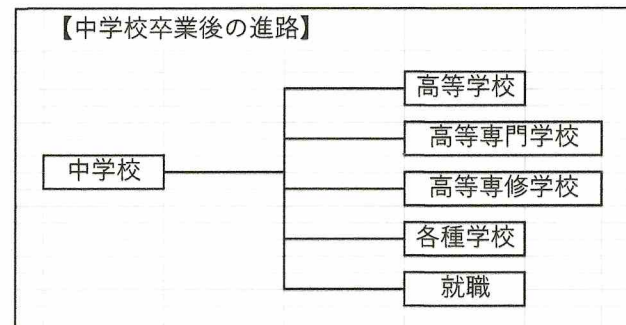 【中学校卒業後の進路】
高等学校
高等専門学校
中学校
高等専修学校
各種学校
就職